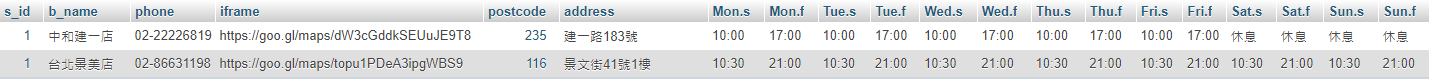 s_id b_name phone iframe postcode address Mon.s Mon.f Tue.s Tue.f Wed.s Wed.f Thu.s Thu.f Fri.s Fri.f Sat.s Sat.f Sun.s Sun.f
1 中和建一店 02-22226819 https://goo.gl/maps/dW3cGddkSEUuJE9T8 235 建一路183號 10:00 17:00 10:00 17:00 10:00 17:00 10:00 17:00 10:00 17:00 休息 休息 休息 休息
1 台北景美店 02-86631198 https://goo.gl/maps/topu1PDeA3ipgWBS9 116 景文街41號1樓 10:30 21:00 10:30 21:00 10:30 21:00 10:30 21:00 10:30 21:00 10:30 21:00 10:30 21:00